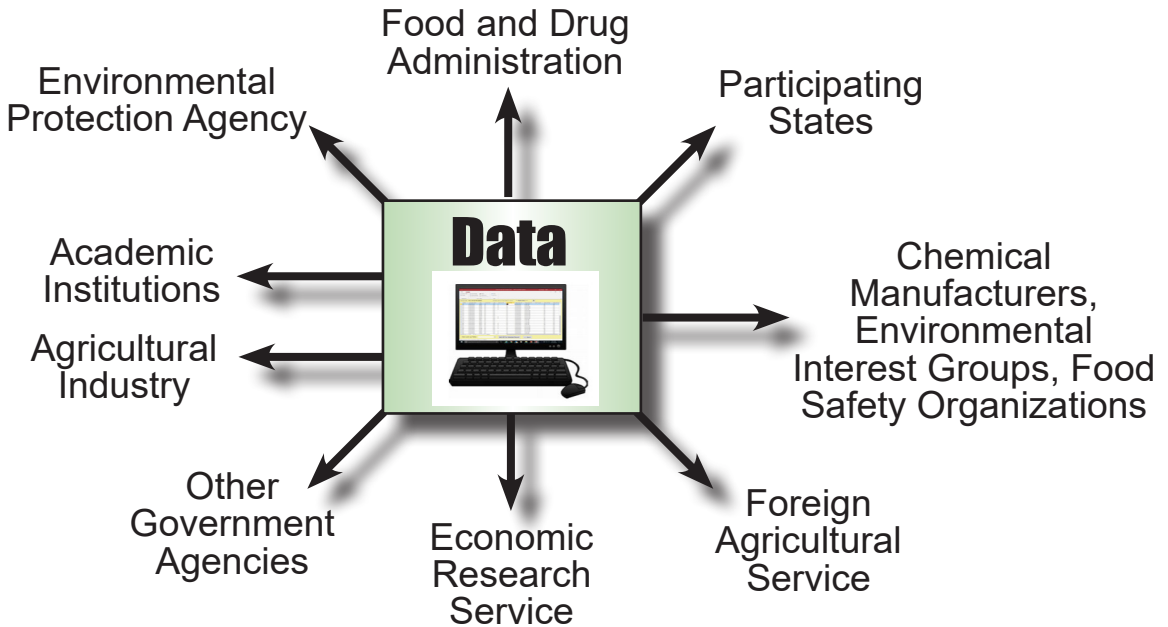 Food and Drug
Administration
Environmental
Protection Agency
Participating
States
Data
Academic
Institutions
Agricultural
Industry
Chemical
Manufacturers,
Environmental
Interest Groups, Food
Safety Organizations
Other
Government
Agencies
Economic
Research
Service
Foreign
Agricultural
Service